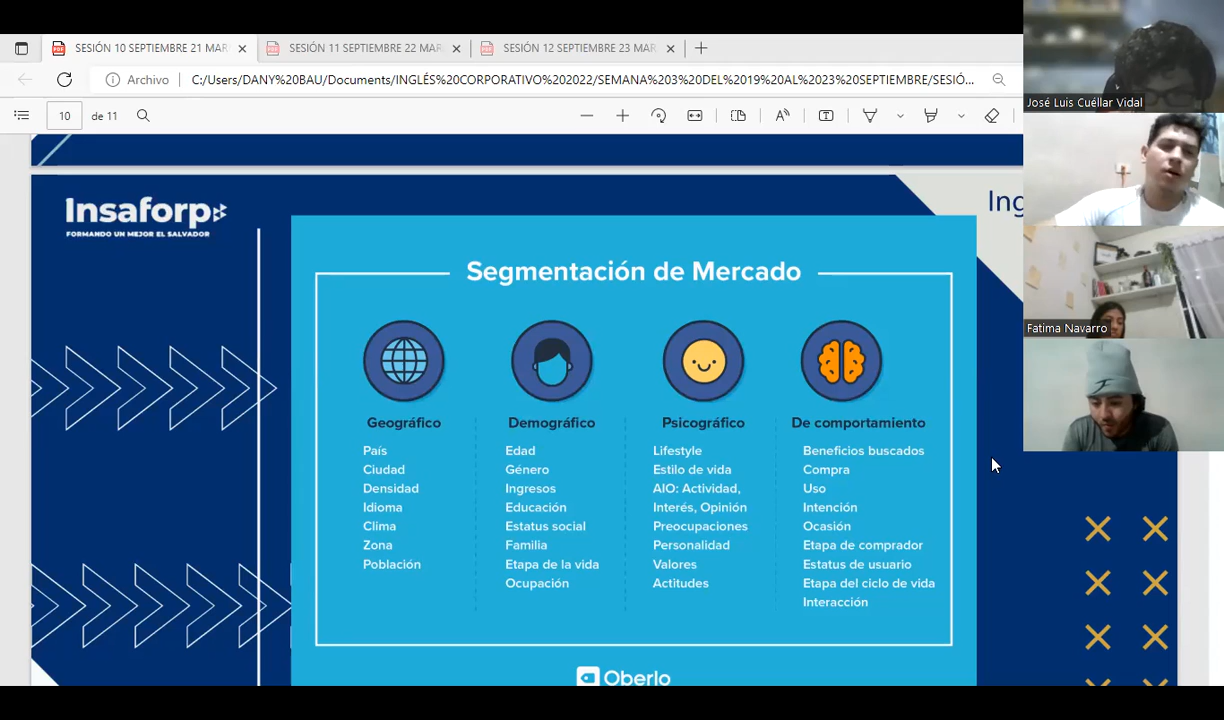 SESIÓN 10 SEPTIEMBRE 21 MAR
SESIÓN 11 SEPTIEMBRE 22 MAR
SESIÓN 12 SEPTIEMBRE 23 MAR
Archivo
C:/Users/DANY%20BAU/Documents/INGLÉS%20CORPORATIVO%202022/SEMANA%203%20DEL%2019%20AL%2023%20SEPTIEMBRE/SESIÓ...
10
de 11
José Luis Cuéllar Vidal
Fatima Navarro
Insaforp
FORMANDO UN MEJOR EL SALVADOR
Ing
Segmentación de Mercado
Geográfico
País
Ciudad
Densidad
Idioma
Clima
Zona
Población
Demográfico
Edad
Género
Ingresos
Educación
Estatus social
Familia
Etapa de la vida
Ocupación
Psicográfico
Lifestyle
Estilo de vida
AIO: Actividad,
Interés, Opinión
Preocupaciones
Personalidad
Valores
Actitudes
De comportamiento
Beneficios buscados
Compra
Uso
Intención
Ocasión
Etapa de comprador
Estatus de usuario
Etapa del ciclo de vida
Interacción
Oberlo